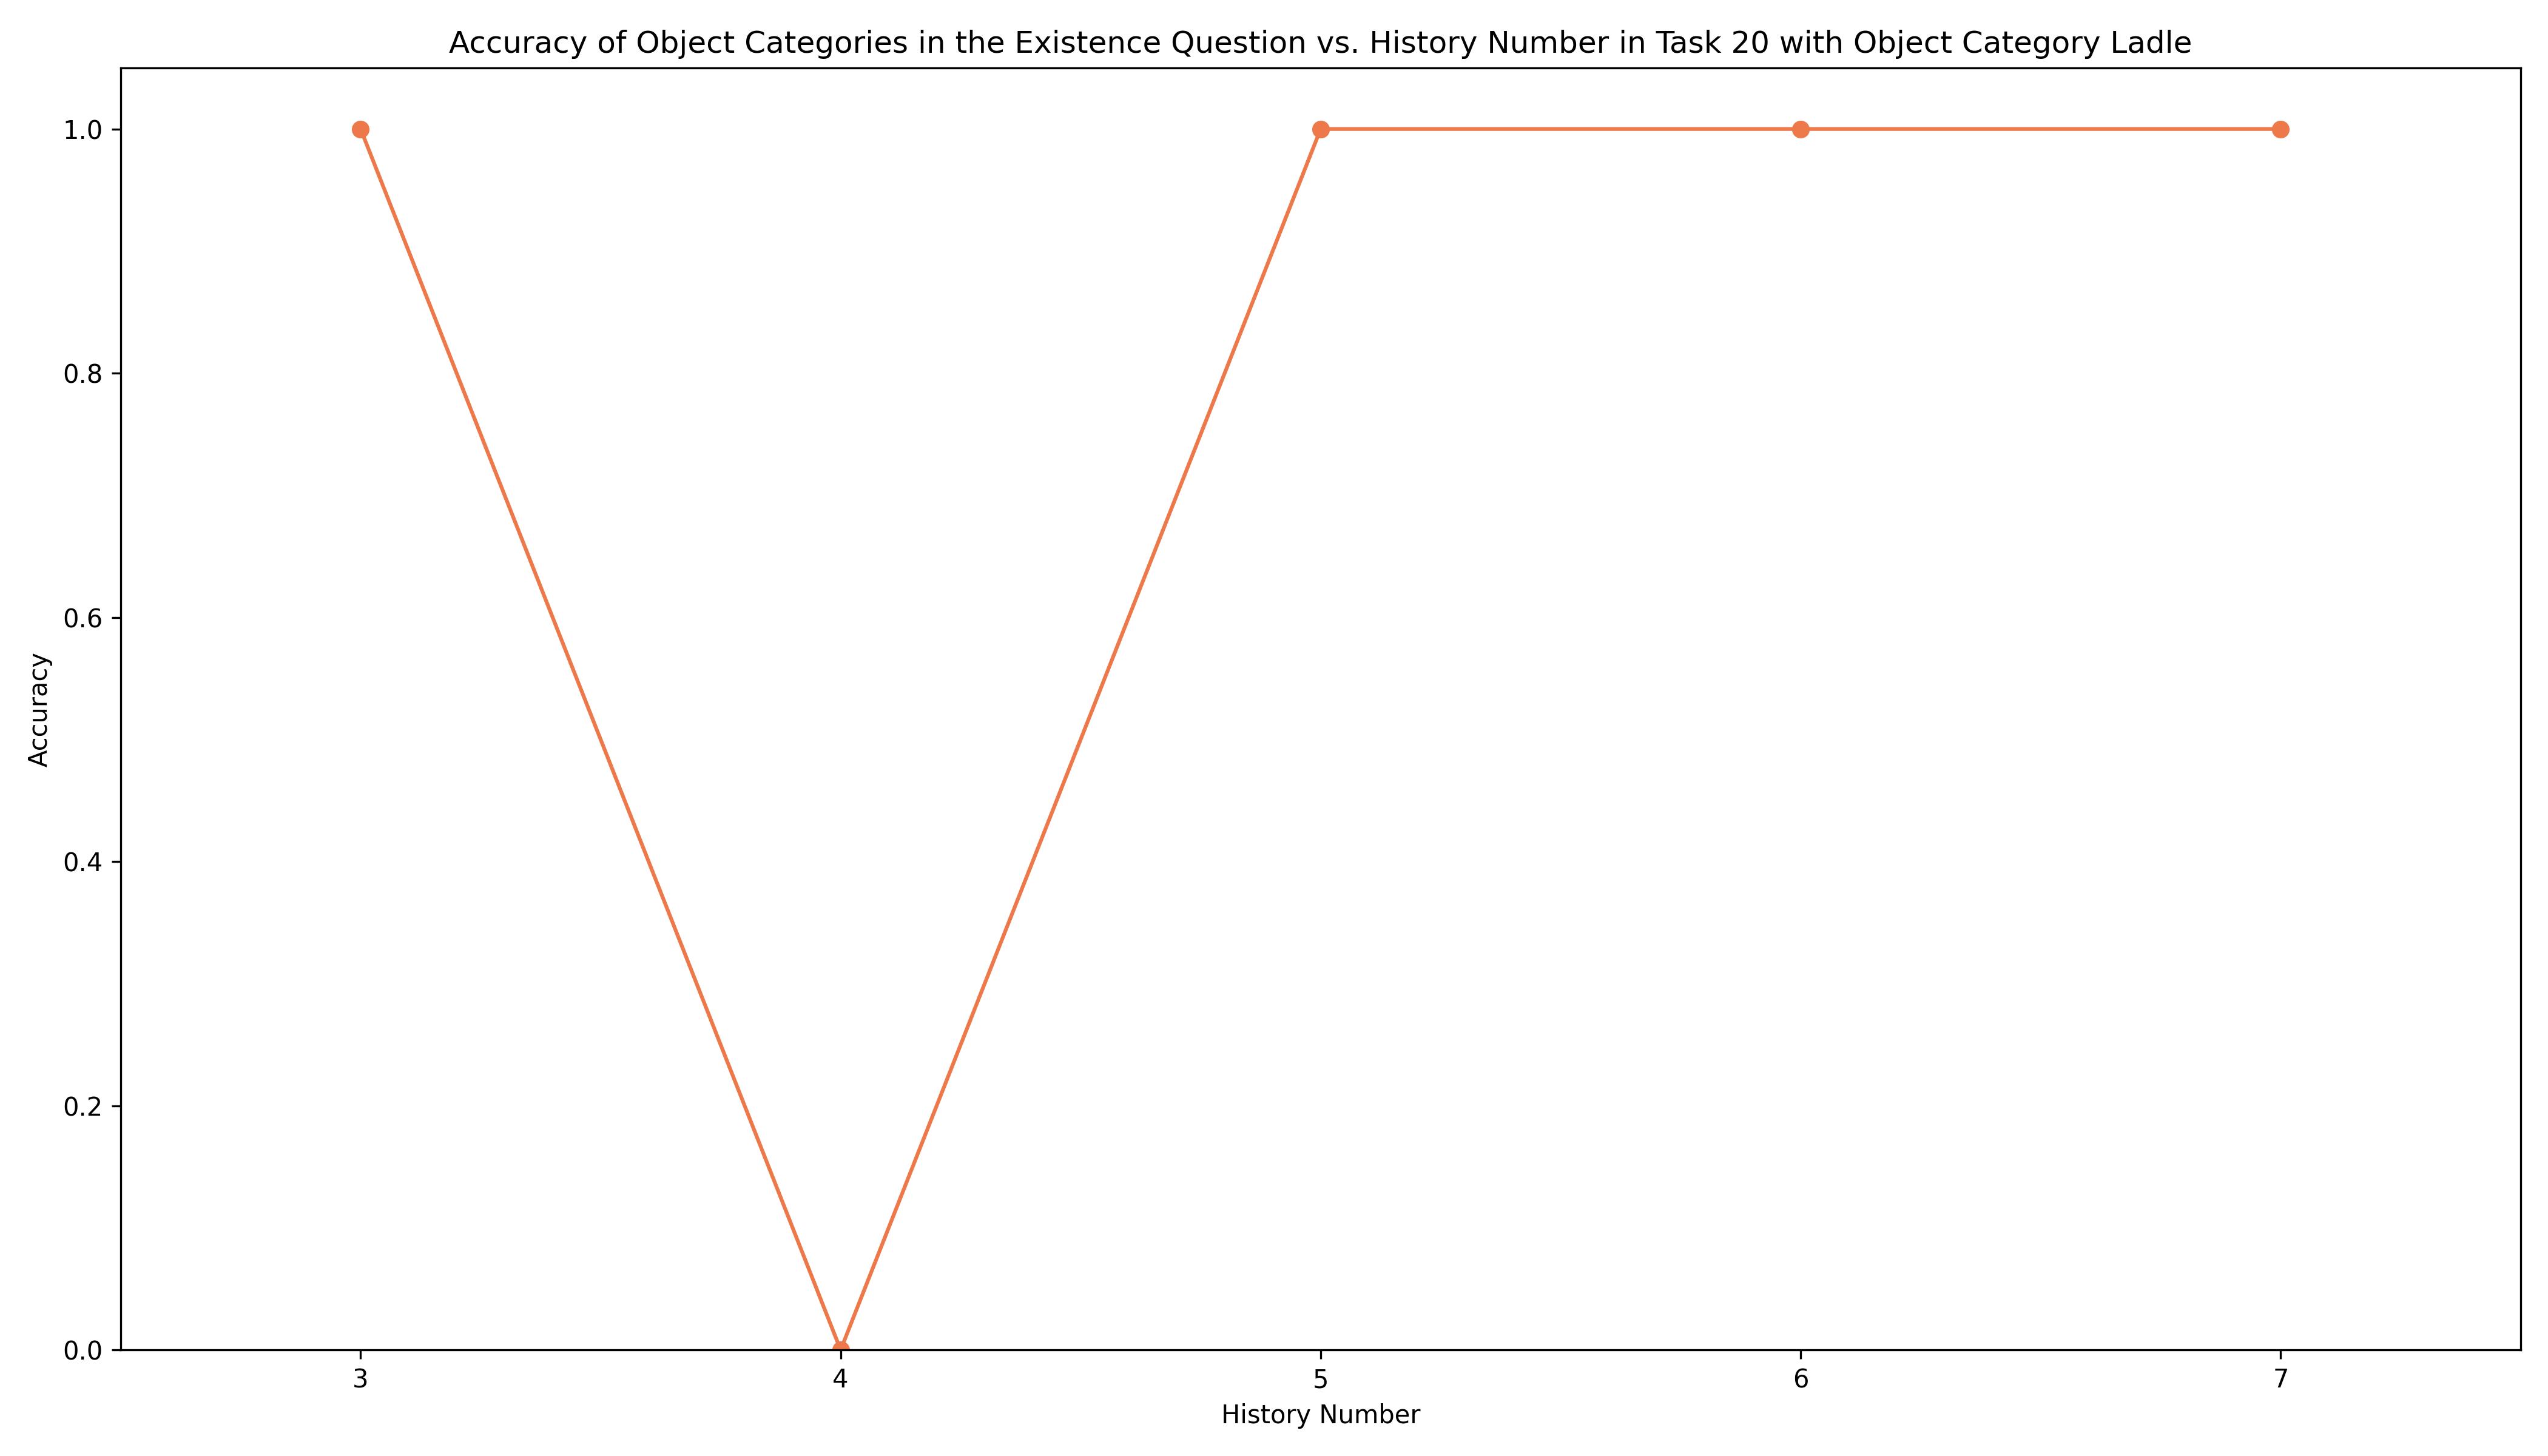 Accuracy of Object Categories in the Existence Question vs. History Number in Task 20 with Object Category Ladle
1.0
0.8
0.6
0.4
0.2
0.0
Accuracy
3 4 5 6 7
History Number